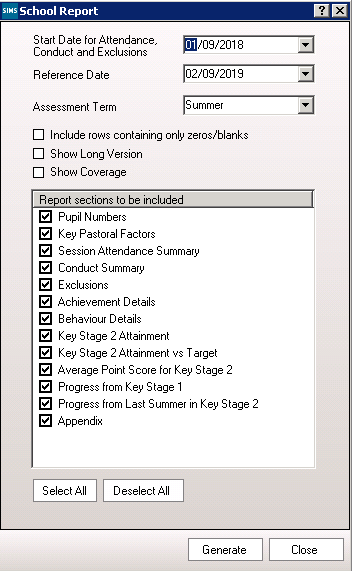 SIMS School Report ? X
Start Date for Attendance,
Conduct and Exclusions
01/09/2018
Reference Date
02/09/2019
Assessment Term
Summer
Include rows containing only zeros/blanks
Show Long Version
Show Coverage
Report sections to be included
Pupil Numbers
Key Pastoral Factors
Session Attendance Summary
Conduct Summary
Exclusions
Achievement Details
Behaviour Details
Key Stage 2 Attainment
Key Stage 2 Attainment vs Target
Average Point Score for Key Stage 2
Progress from Key Stage 1
Progress from Last Summer in Key Stage 2
Appendix
Select All Deselect All
Generate Close